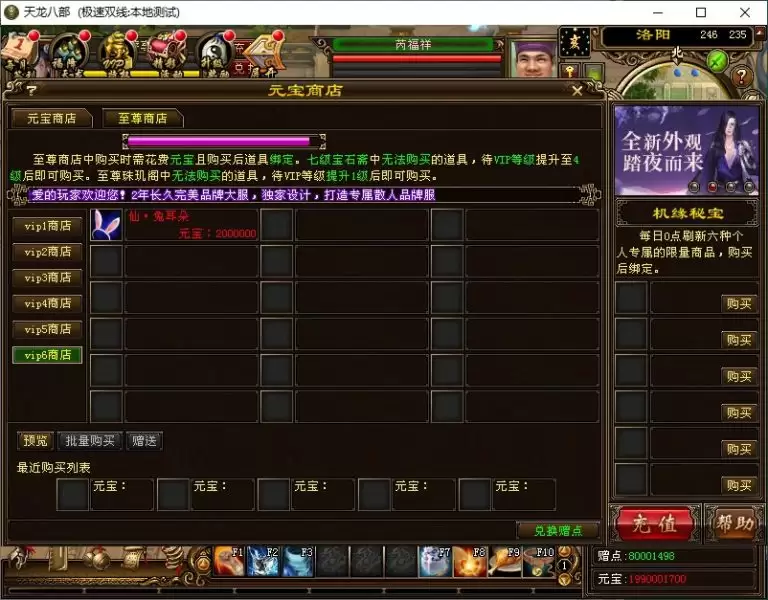 天龙八部 (极速双线:本地测试)
芮福祥
洛阳 246 235
北
元宝商店
元宝商店 至尊商店
至尊商店中购买时需花费元宝且购买后道具绑定。七级宝石斋中无法购买的道具,待VIP等级提升至4
级后即可购买。至尊铢玑阁中无法购买的道具,待VIP等级提升1级后即可购买。
爱的玩家欢迎您!2年长久完美品牌大服,独家设计,打造专属散人品牌服
vip1商店
vip2商店
vip3商店
vip4商店
vip5商店
vip6商店
仙·兔耳朵
元宝:2000000
预览 批量购买 赠送
最近购买列表
元宝: 元宝: 元宝: 元宝: 元宝:
兑换赠点
全新外观
踏夜而来
机缘秘宝
每日0点刷新六种个
人专属的限量商品,购买
后绑定。
购买
购买
购买
购买
购买
购买
充值 帮助
F1 F2 F3 F7 F8 F9 F10
1
赠点:80001498
元宝:1990001700